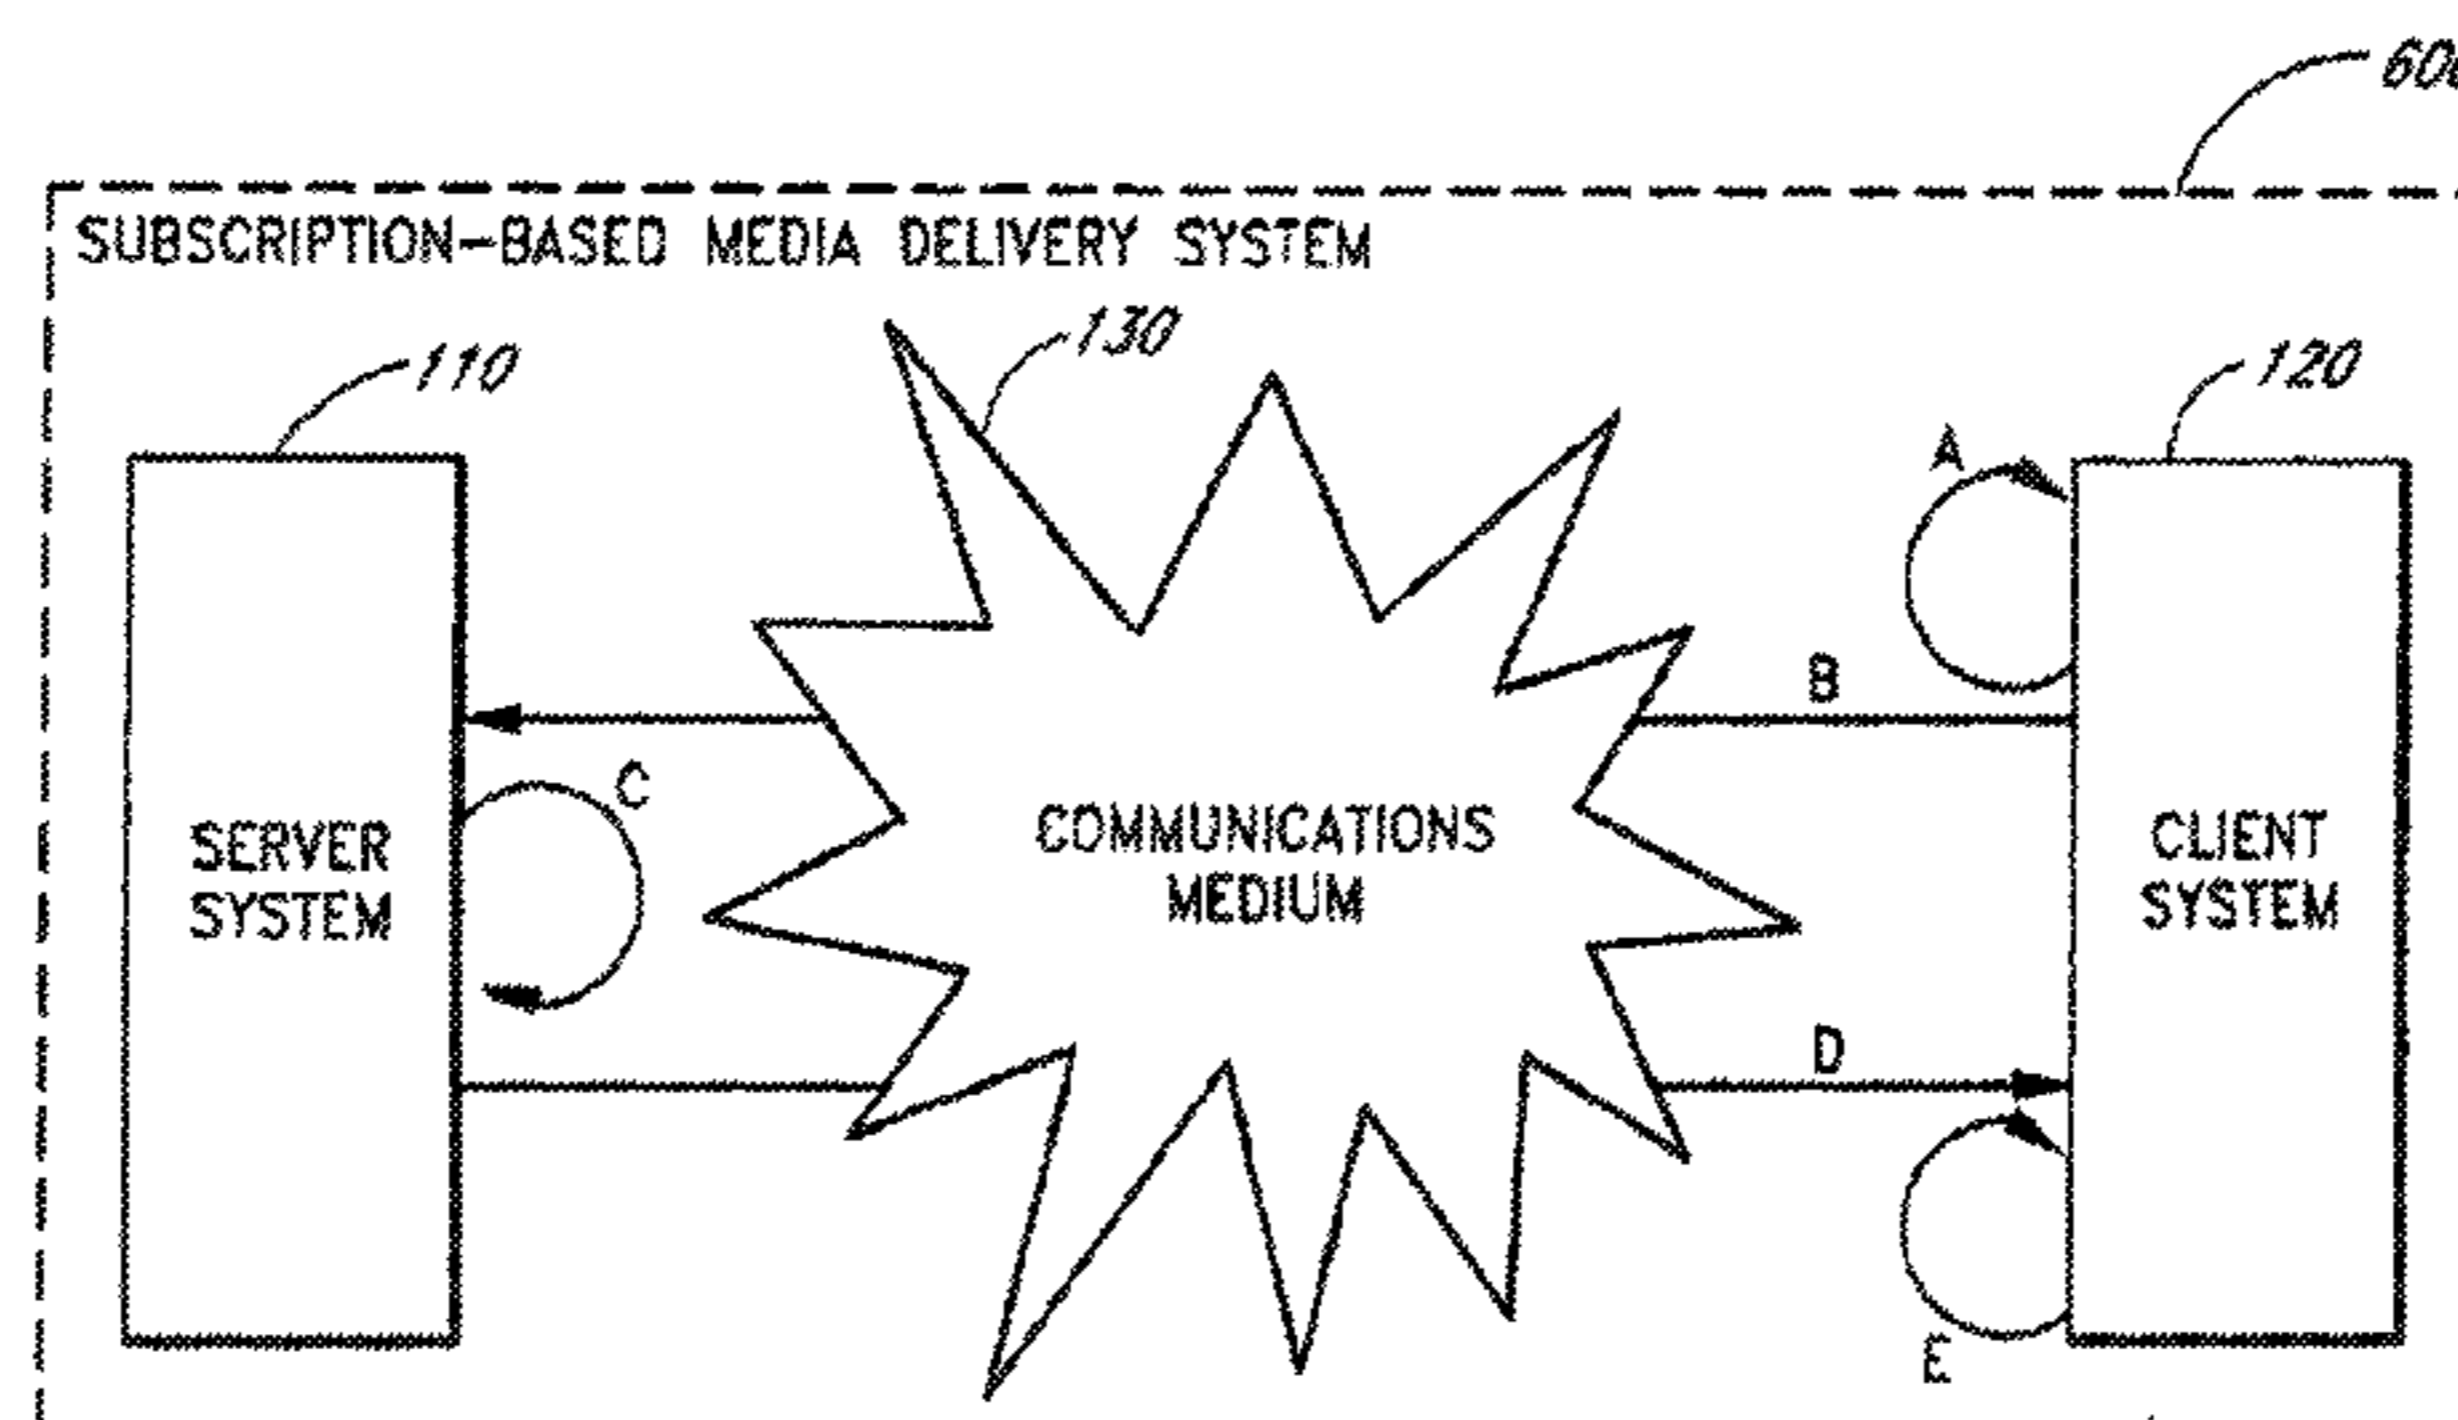 SUBSCRIPTION-BASED MEDIA DELIVERY SYSTEM
130
110
120
A
B
C
SERVER
SYSTEM
COMMUNICATIONS
MEDIUM
CLIENT
SYSTEM
D
E